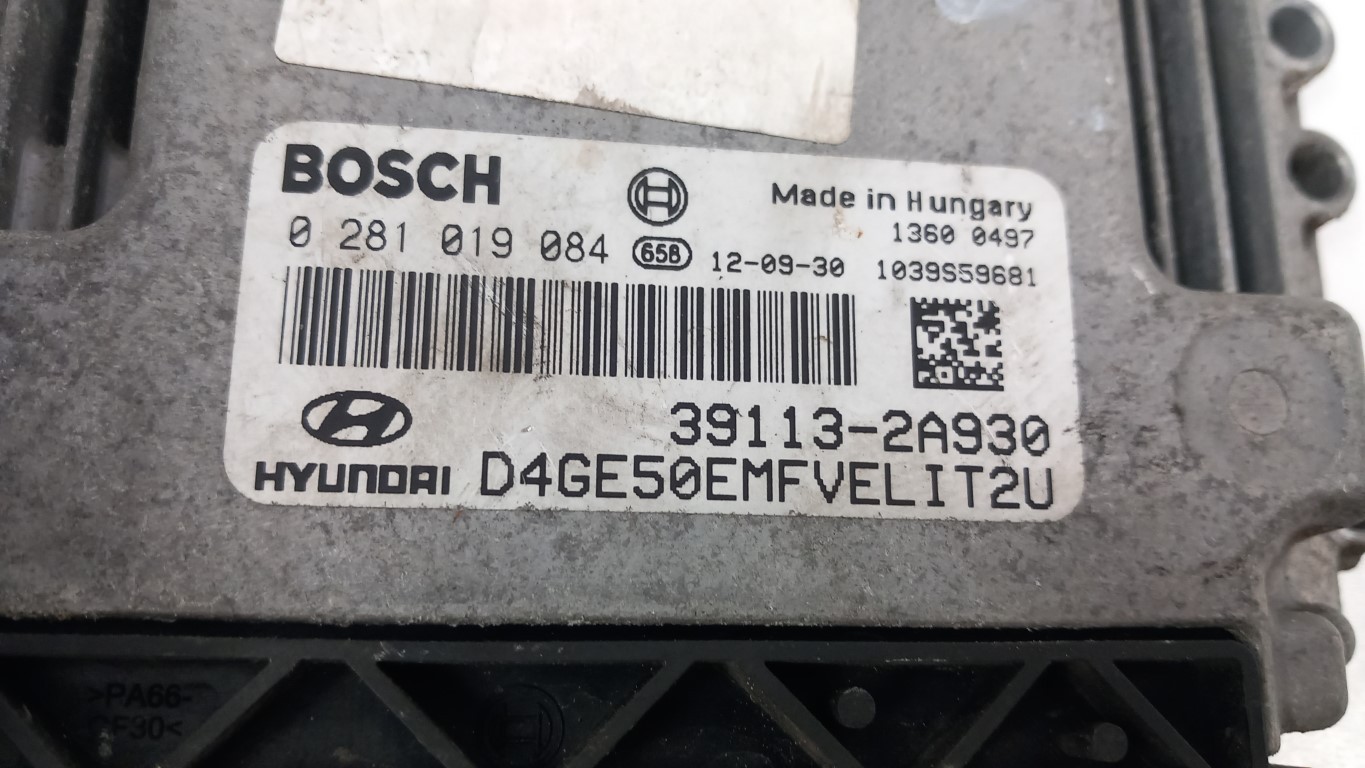 BOSCH
Made in Hungary
1360 0497
0 281 019 084 658 12-09-30 1039S59681
39113-2A930
HYUNDAI D4GE50EMFVELIT2U
>PA66-
GF30<